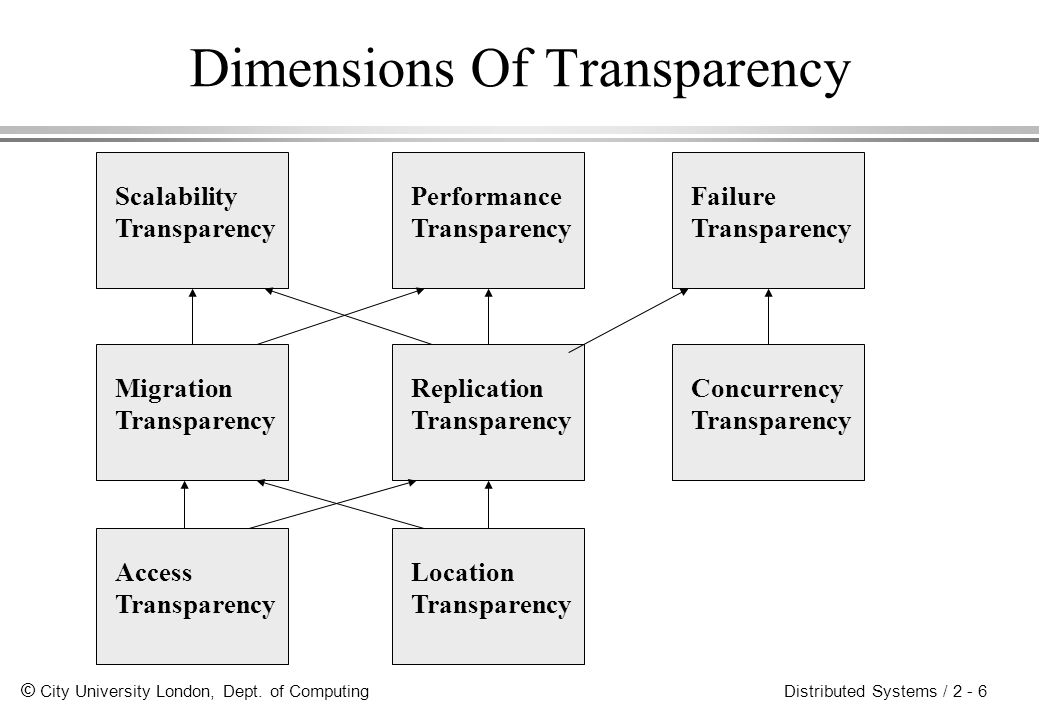 Dimensions Of Transparency
Scalability
Transparency
Performance
Transparency
Failure
Transparency
Migration
Transparency
Replication
Transparency
Concurrency
Transparency
Access
Transparency
Location
Transparency
© City University London, Dept. of Computing
Distributed Systems / 2 - 6